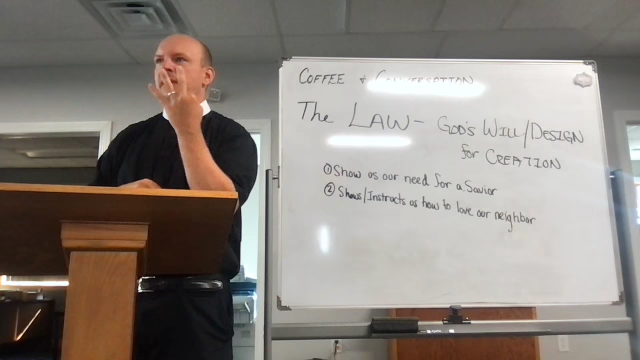 COFFEE & CONVERSATION
The LAW - GOD'S WILL/DESIGN
for CREATION
① Show us our need for a Savior
② Shows/Instructs us how to love our neighbor